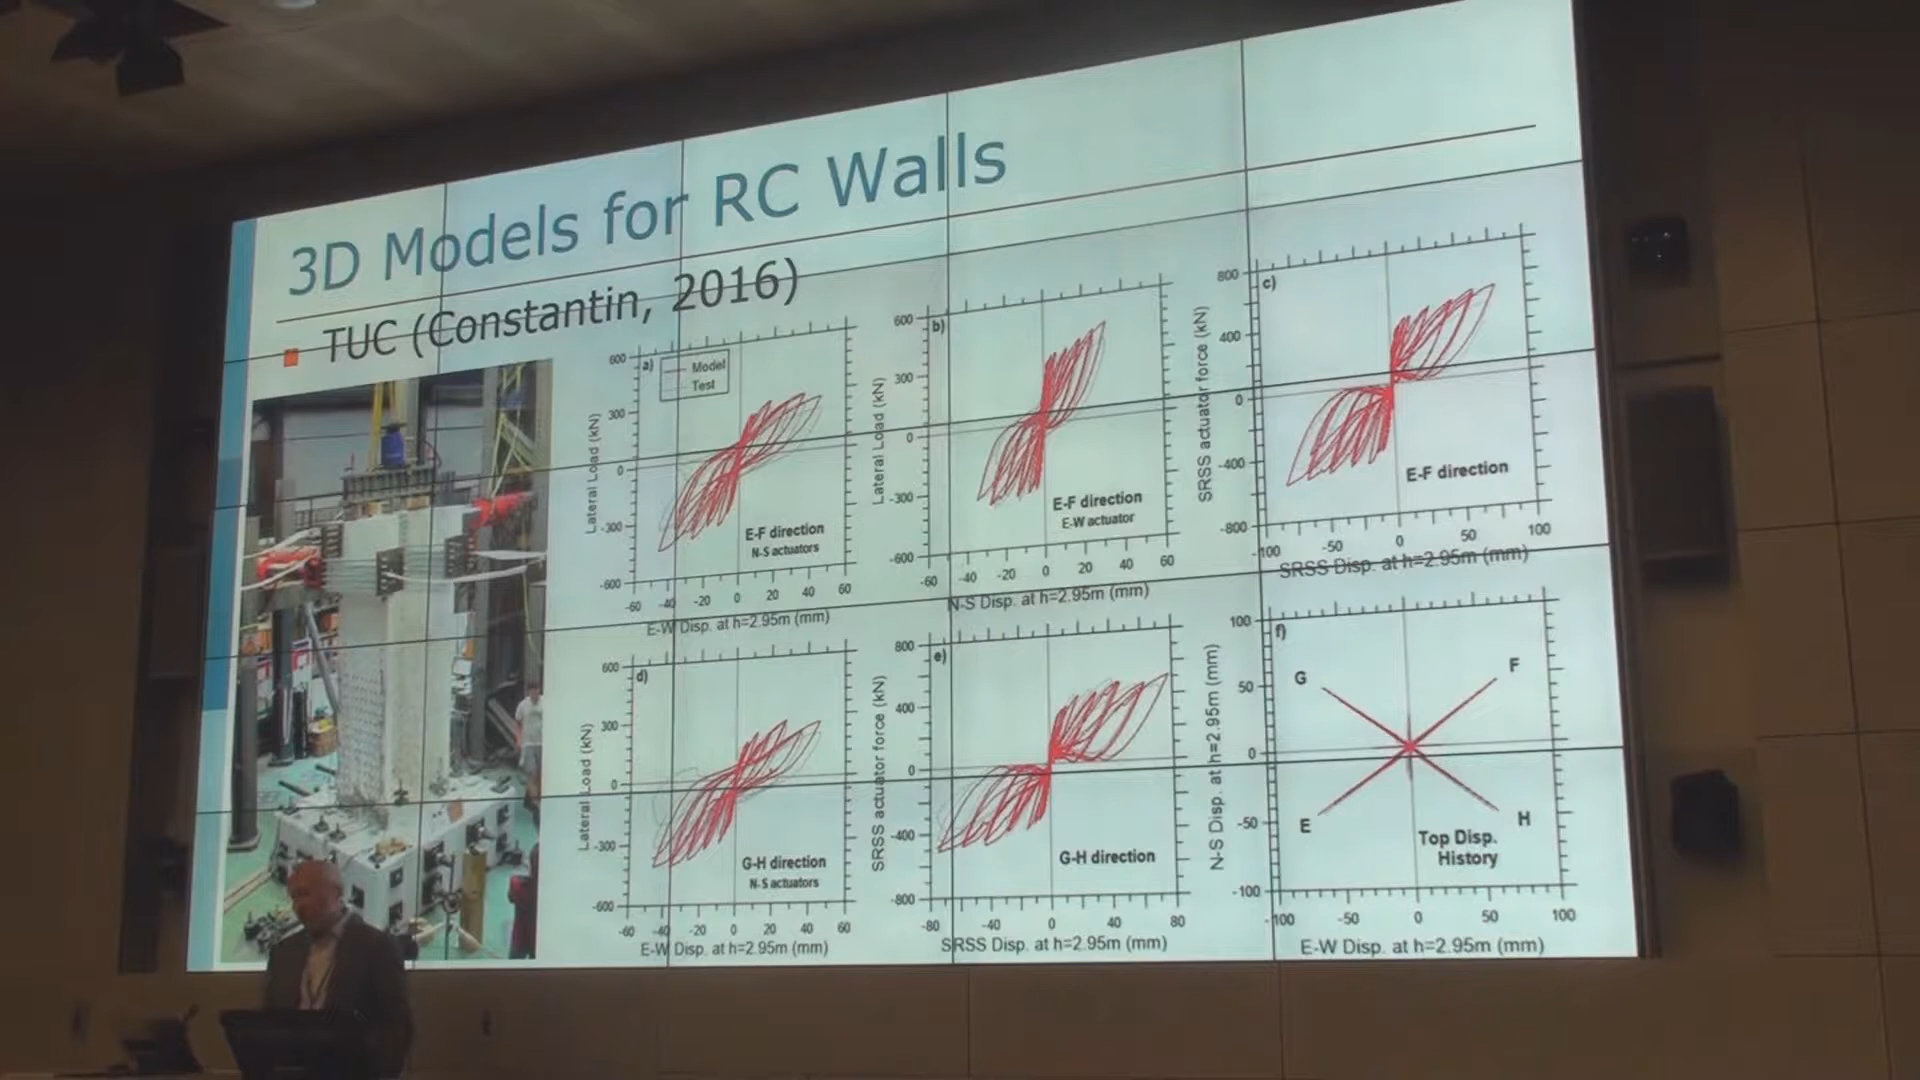 3D Models for RC Walls
TUC (Constantin, 2016)
a)
Model
Test
Lateral Load (kN)
600
300
0
-300
-600
E-F direction
N-S actuators
-60 -40 -20 0 20 40 60
E-W Disp. at h=2.95m (mm)
b)
Lateral Load (kN)
600
300
0
-300
-600
E-F direction
E-W actuator
-60 -40 -20 0 20 40 60
N-S Disp. at h=2.95m (mm)
c)
SRSS actuator force (kN)
800
400
0
-400
-800
E-F direction
-100 -50 0 50 100
SRSS Disp. at h=2.95m (mm)
d)
Lateral Load (kN)
600
300
0
-300
-600
G-H direction
N-S actuators
-60 -40 -20 0 20 40 60
E-W Disp. at h=2.95m (mm)
e)
SRSS actuator force (kN)
800
400
0
-400
-800
G-H direction
-80 -40 0 40 80
SRSS Disp. at h=2.95m (mm)
f)
N-S Disp. at h=2.95m (mm)
100
50
0
-50
-100
G
F
E
H
Top Disp.
History
-100 -50 0 50 100
E-W Disp. at h=2.95m (mm)